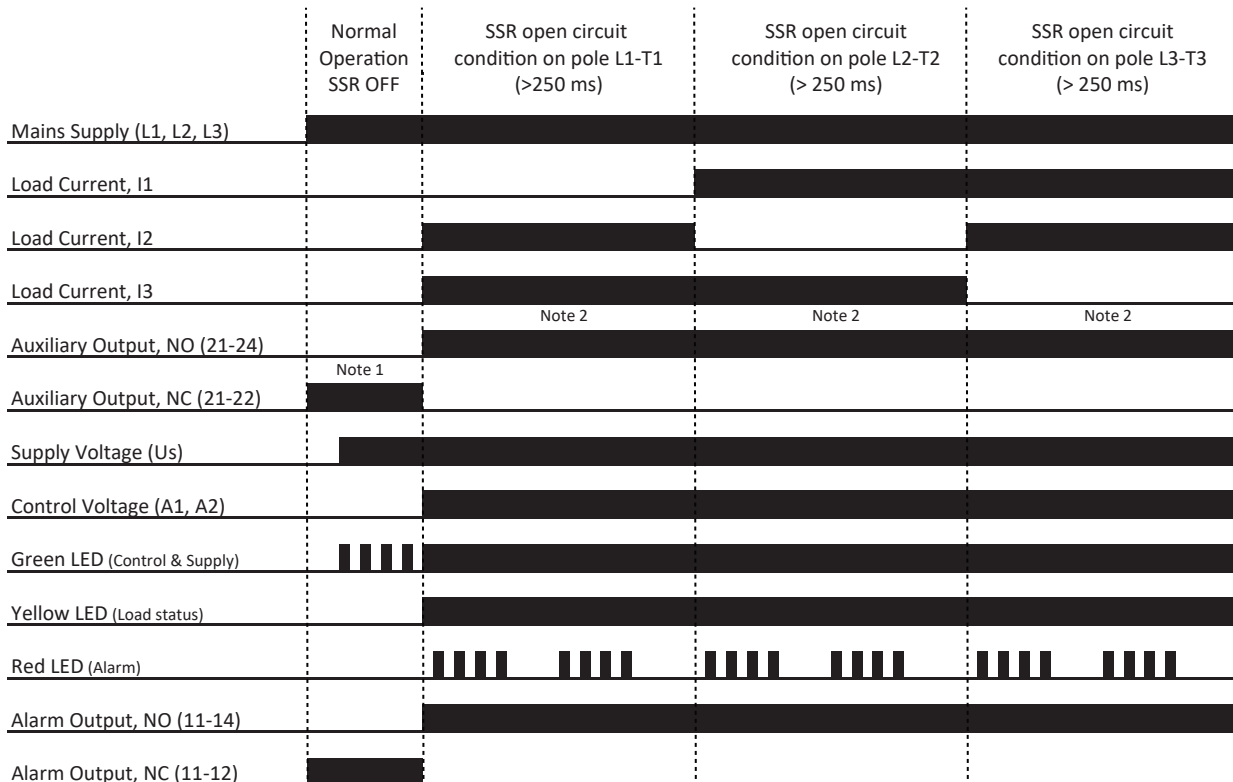 Normal
Operation
SSR OFF
SSR open circuit
condition on pole L1-T1
(>250 ms)
SSR open circuit
condition on pole L2-T2
(> 250 ms)
SSR open circuit
condition on pole L3-T3
(> 250 ms)
Mains Supply (L1, L2, L3)
Load Current, I1
Load Current, I2
Load Current, I3
Note 2 Note 2 Note 2
Auxiliary Output, NO (21-24)
Note 1
Auxiliary Output, NC (21-22)
Supply Voltage (Us)
Control Voltage (A1, A2)
Green LED (Control & Supply)
Yellow LED (Load status)
Red LED (Alarm)
Alarm Output, NO (11-14)
Alarm Output, NC (11-12)